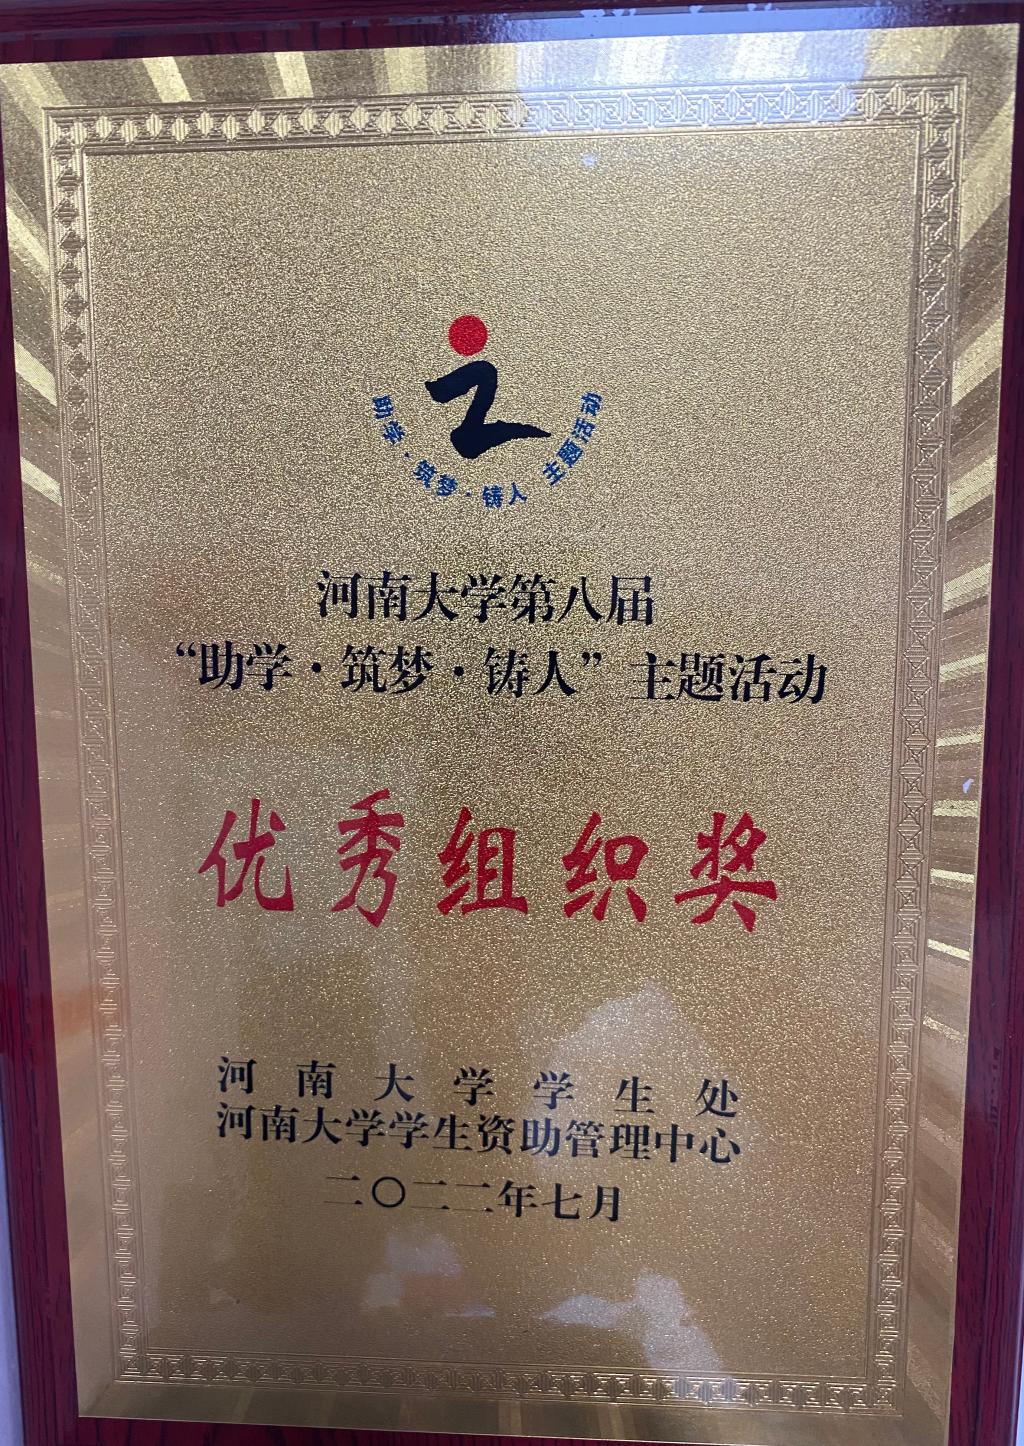 助学·筑梦·铸人 主题活动
河南大学第八届
“助学·筑梦·铸人”主题活动
优秀组织奖
河南大学学生处
河南大学学生资助管理中心
二〇二二年七月